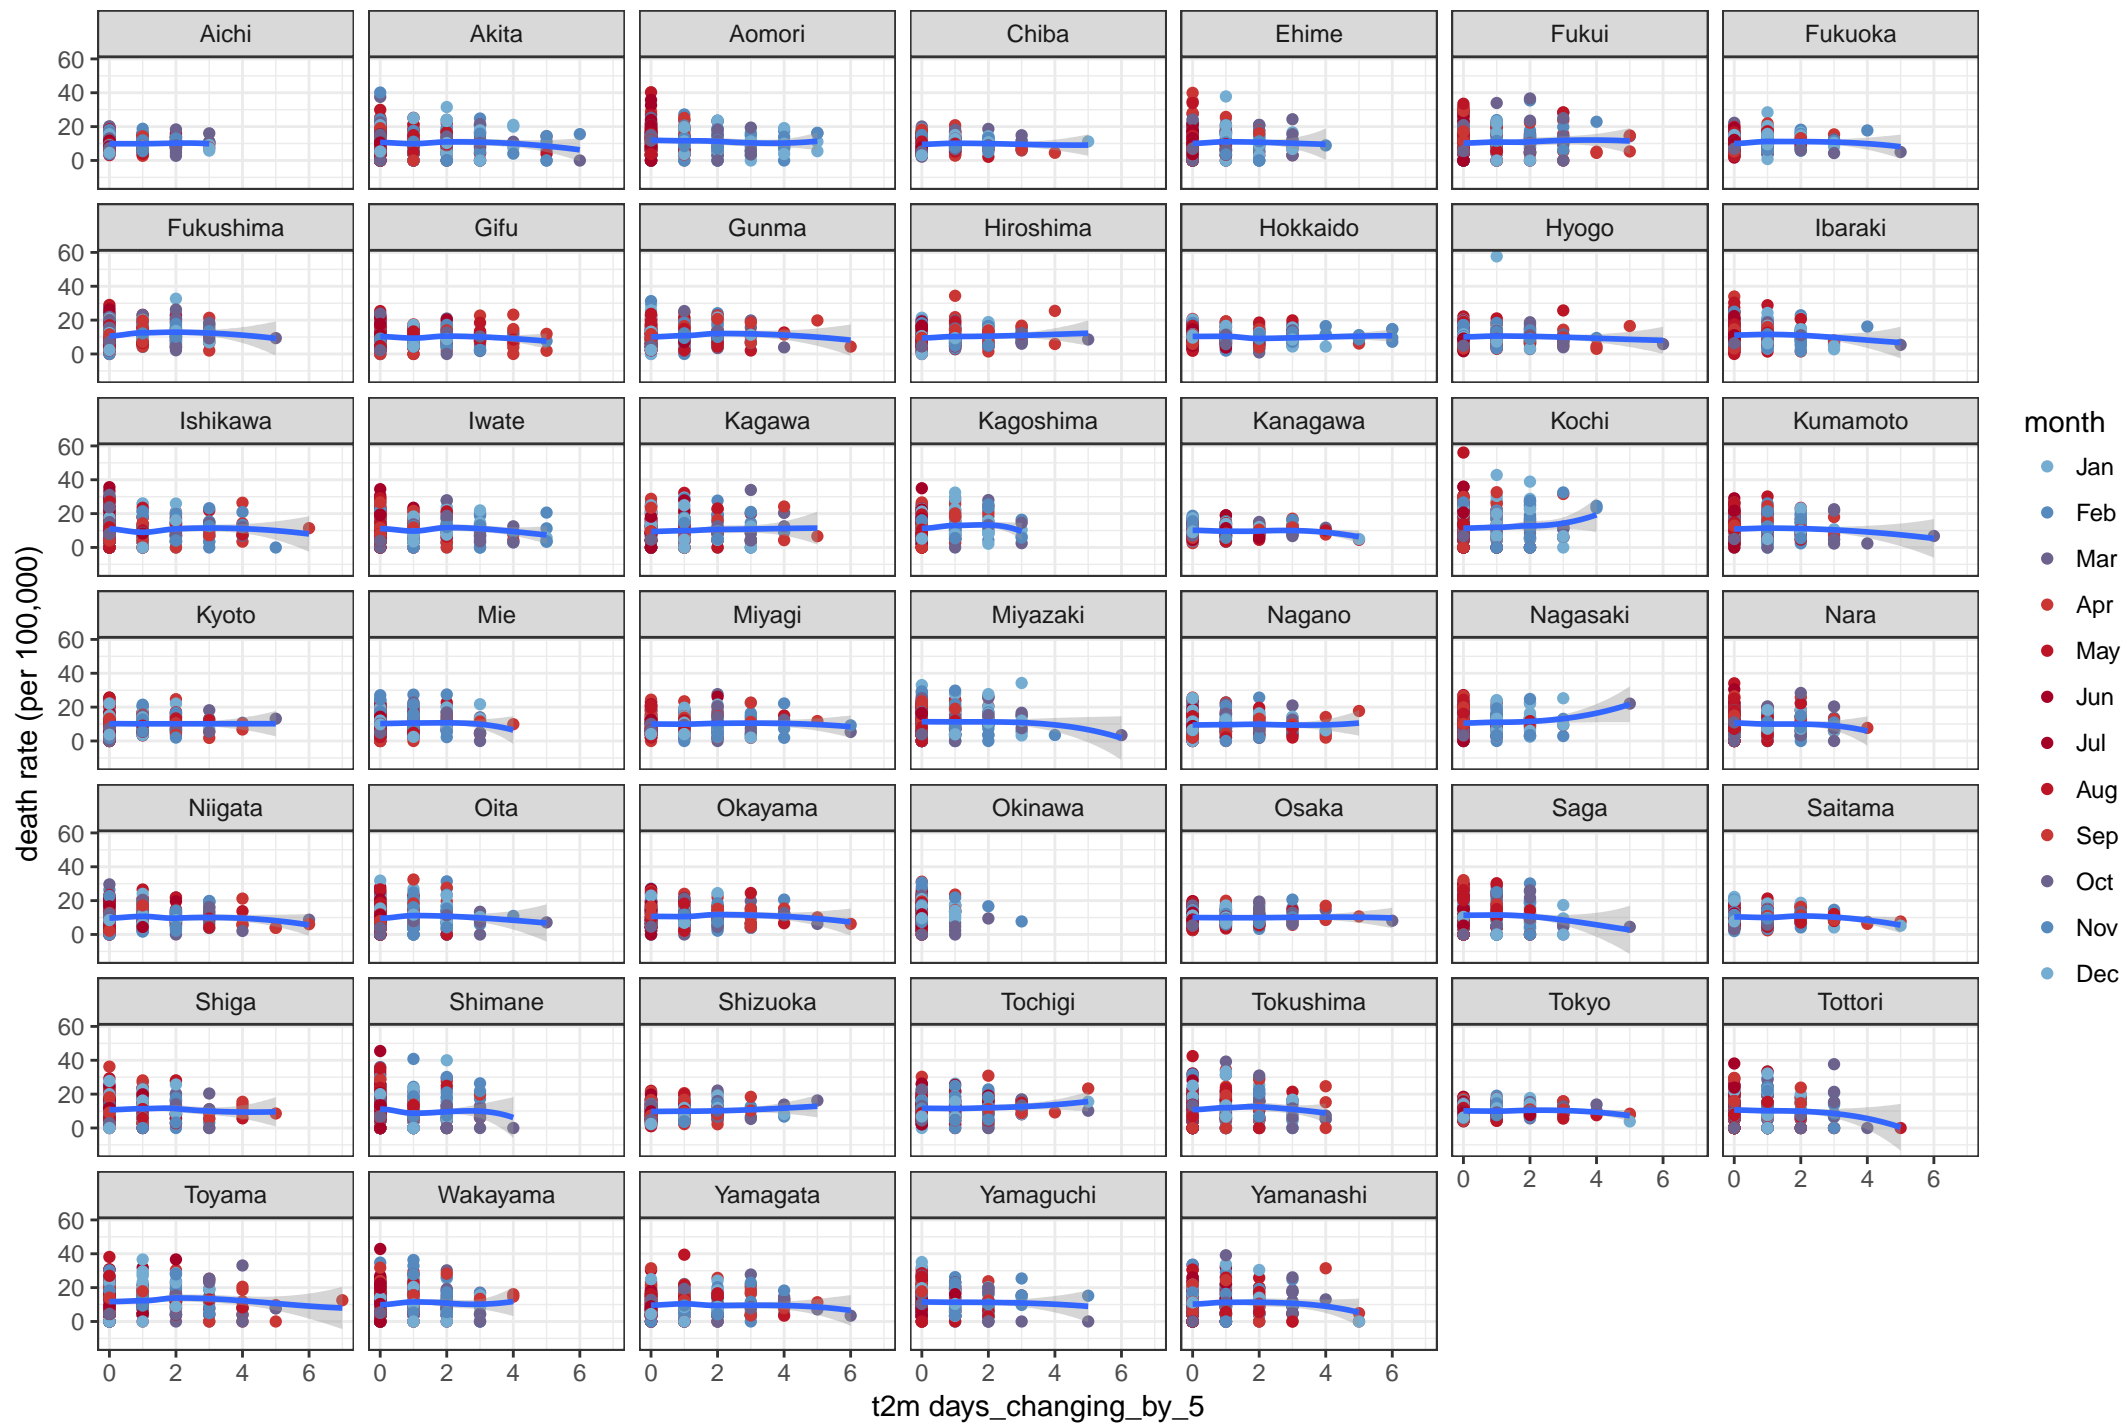 Aichi Akita Aomori Chiba Ehime Fukui Fukuoka
60
40
20
0
Fukushima Gifu Gunma Hiroshima Hokkaido Hyogo Ibaraki
60
40
20
0
Ishikawa Iwate Kagawa Kagoshima Kanagawa Kochi Kumamoto
60
40
20
0
Kyoto Mie Miyagi Miyazaki Nagano Nagasaki Nara
60
40
20
0
Niigata Oita Okayama Okinawa Osaka Saga Saitama
60
40
20
0
Shiga Shimane Shizuoka Tochigi Tokushima Tokyo Tottori
60
40
20
0
0 2 4 6 0 2 4 6
Toyama Wakayama Yamagata Yamaguchi Yamanashi
60
40
20
0
0 2 4 6 0 2 4 6 0 2 4 6 0 2 4 6 0 2 4 6
t2m days_changing_by_5
death rate (per 100,000)
month
Jan
Feb
Mar
Apr
May
Jun
Jul
Aug
Sep
Oct
Nov
Dec